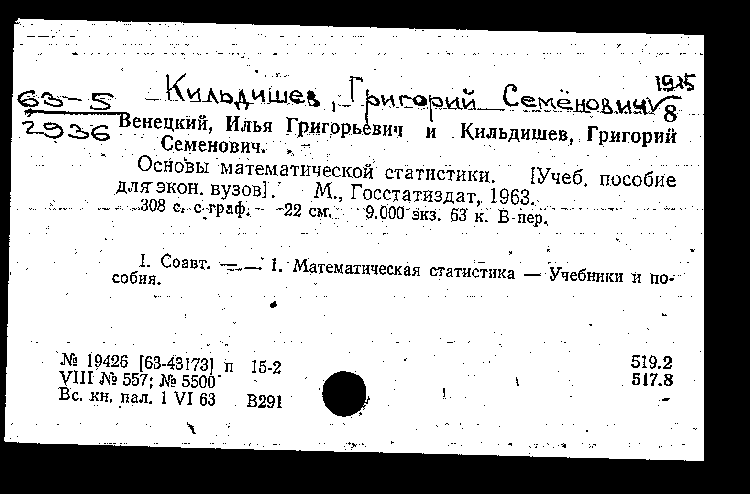 1915
Кильдишев, Григорий Семёнович
8
63-5
2936
Венецкий, Илья Григорьевич и Кильдишев, Григорий
Семенович.
Основы математической статистики. [Учеб. пособие
для экон. вузов]. М., Госстатиздат, 1963.
308 с. с граф. 22 см. 9.000 экз. 63 к. В пер.
I. Соавт. — —. 1. Математическая статистика — Учебники и по-
собия.
№ 19426 [63-43173] п 15-2 519.2
VIII № 557; № 5500 517.8
Вс. кн. пал. 1 VI 63 В291